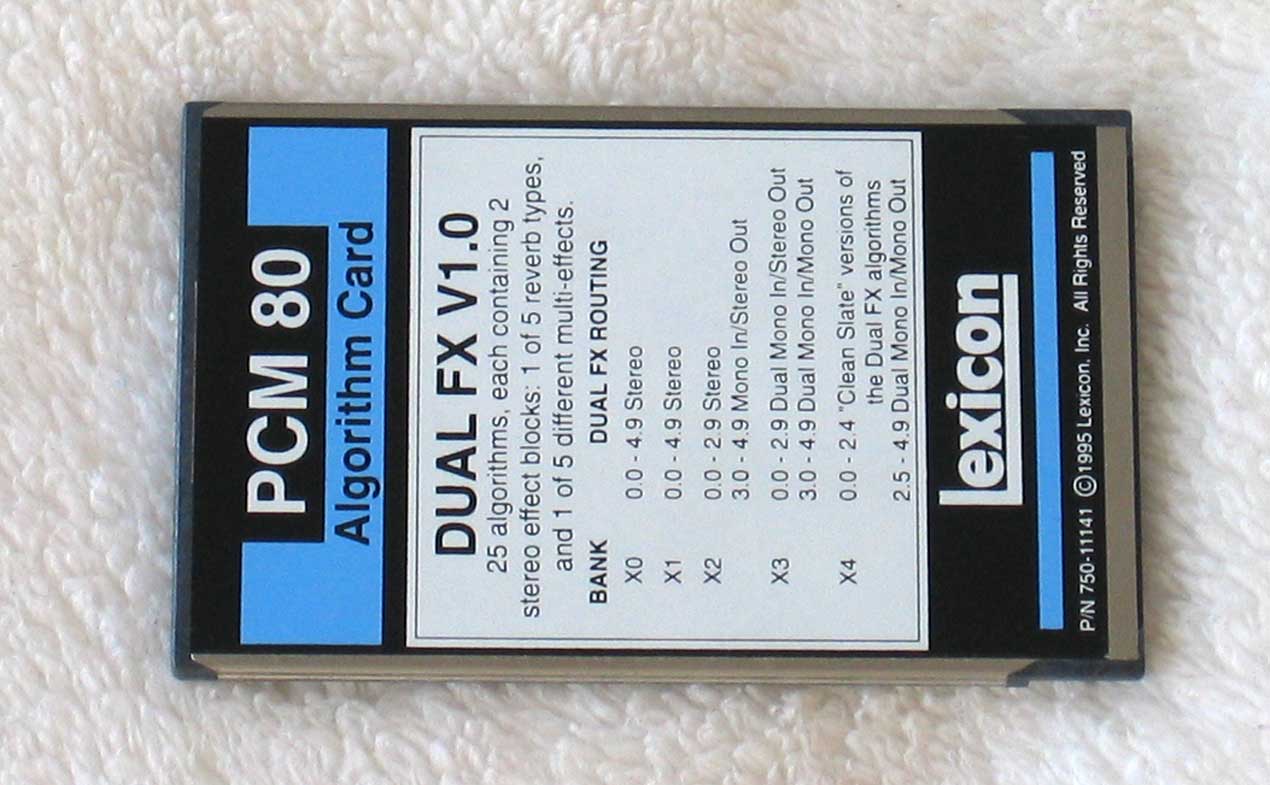 PCM 80
Algorithm Card
DUAL FX V1.0
25 algorithms, each containing 2
stereo effect blocks: 1 of 5 reverb types,
and 1 of 5 different multi-effects.
BANK DUAL FX ROUTING
X0 0.0 - 4.9 Stereo
X1 0.0 - 4.9 Stereo
X2 0.0 - 2.9 Stereo
3.0 - 4.9 Mono In/Stereo Out
X3 0.0 - 2.9 Dual Mono In/Stereo Out
3.0 - 4.9 Dual Mono In/Mono Out
X4 0.0 - 2.4 "Clean Slate" versions of
the Dual FX algorithms
2.5 - 4.9 Dual Mono In/Mono Out
lexicon
P/N 750-11141 ©1995 Lexicon, Inc. All Rights Reserved